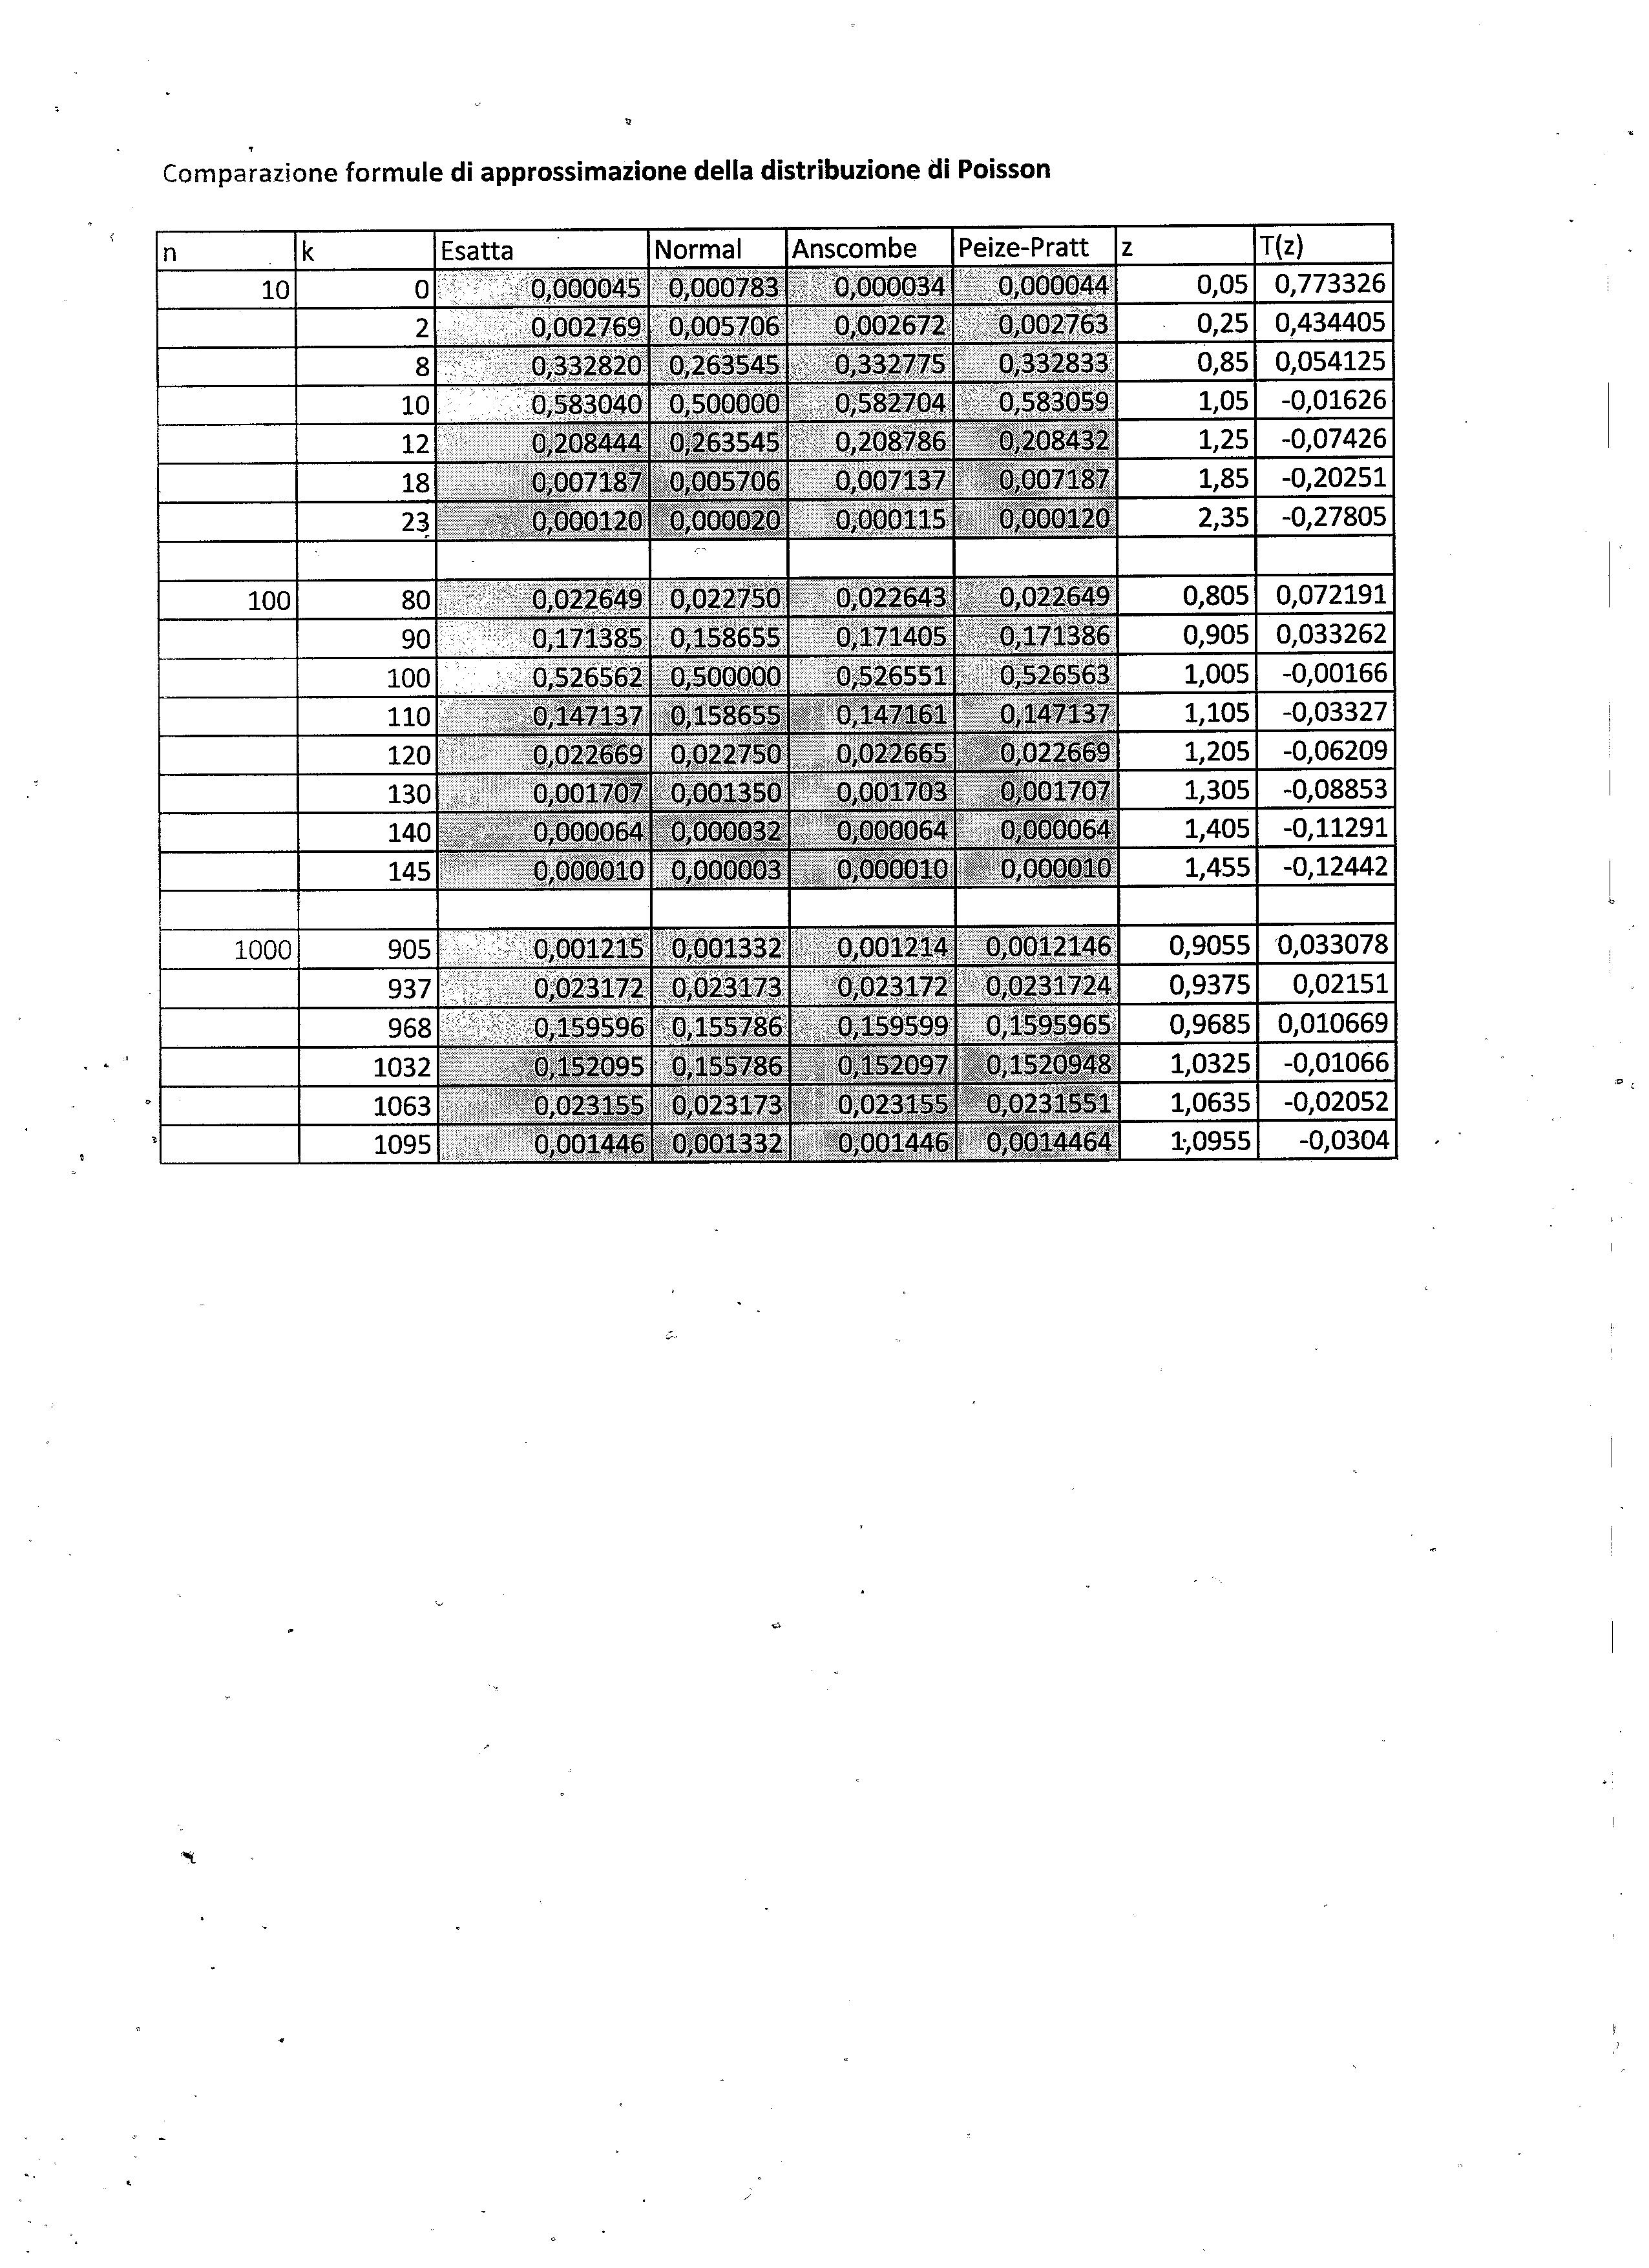 Comparazione formule di approssimazione della distribuzione di Poisson
n k Esatta Normal Anscombe Peize-Pratt z T(z)
10 0 0,000045 0,000783 0,000034 0,000044 0,05 0,773326
2 0,002769 0,005706 0,002672 0,002763 0,25 0,434405
8 0,332820 0,263545 0,332775 0,332833 0,85 0,054125
10 0,583040 0,500000 0,582704 0,583059 1,05 -0,01626
12 0,208444 0,263545 0,208786 0,208432 1,25 -0,07426
18 0,007187 0,005706 0,007137 0,007187 1,85 -0,20251
23 0,000120 0,000020 0,000115 0,000120 2,35 -0,27805
100 80 0,022649 0,022750 0,022643 0,022649 0,805 0,072191
90 0,171385 0,158655 0,171405 0,171386 0,905 0,033262
100 0,526562 0,500000 0,526551 0,526563 1,005 -0,00166
110 0,147137 0,158655 0,147161 0,147137 1,105 -0,03327
120 0,022669 0,022750 0,022665 0,022669 1,205 -0,06209
130 0,001707 0,001350 0,001703 0,001707 1,305 -0,08853
140 0,000064 0,000032 0,000064 0,000064 1,405 -0,11291
145 0,000010 0,000003 0,000010 0,000010 1,455 -0,12442
1000 905 0,001215 0,001332 0,001214 0,0012146 0,9055 0,033078
937 0,023172 0,023173 0,023172 0,0231724 0,9375 0,02151
968 0,159596 0,155786 0,159599 0,1595965 0,9685 0,010669
1032 0,152095 0,155786 0,152097 0,1520948 1,0325 -0,01066
1063 0,023155 0,023173 0,023155 0,0231551 1,0635 -0,02052
1095 0,001446 0,001332 0,001446 0,0014464 1,0955 -0,0304